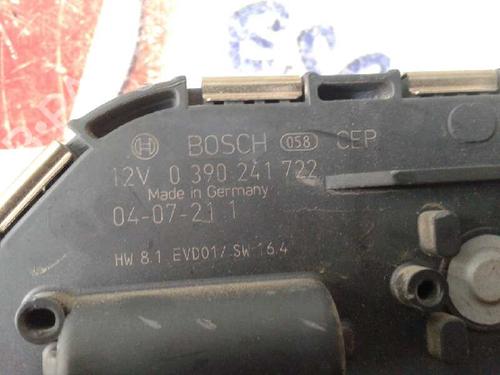 BOSCH 058 CEP
12V 0 390 241 722
Made in Germany
04-07-21 1
HW 8.1 EVD01/ SW 16.4